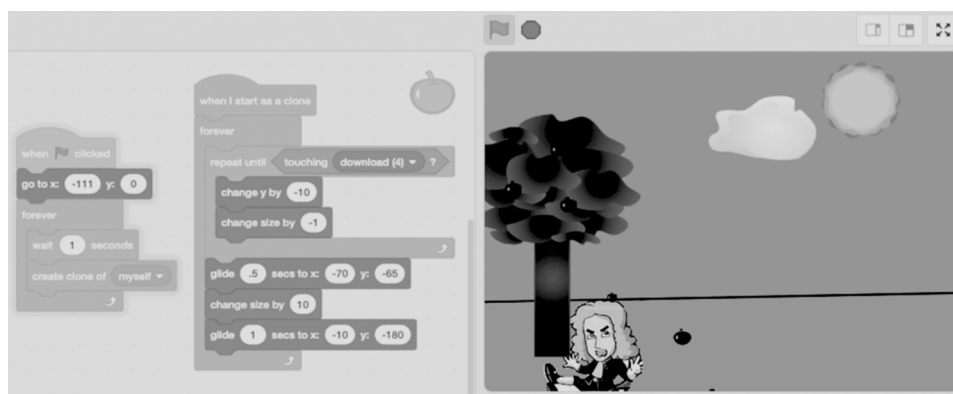 when clicked
go to x: -111 y: 0
forever
wait 1 seconds
create clone of myself
when I start as a clone
forever
repeat until touching download (4) ?
change y by -10
change size by -1
glide .5 secs to x: -70 y: -65
change size by 10
glide 1 secs to x: -10 y: -180